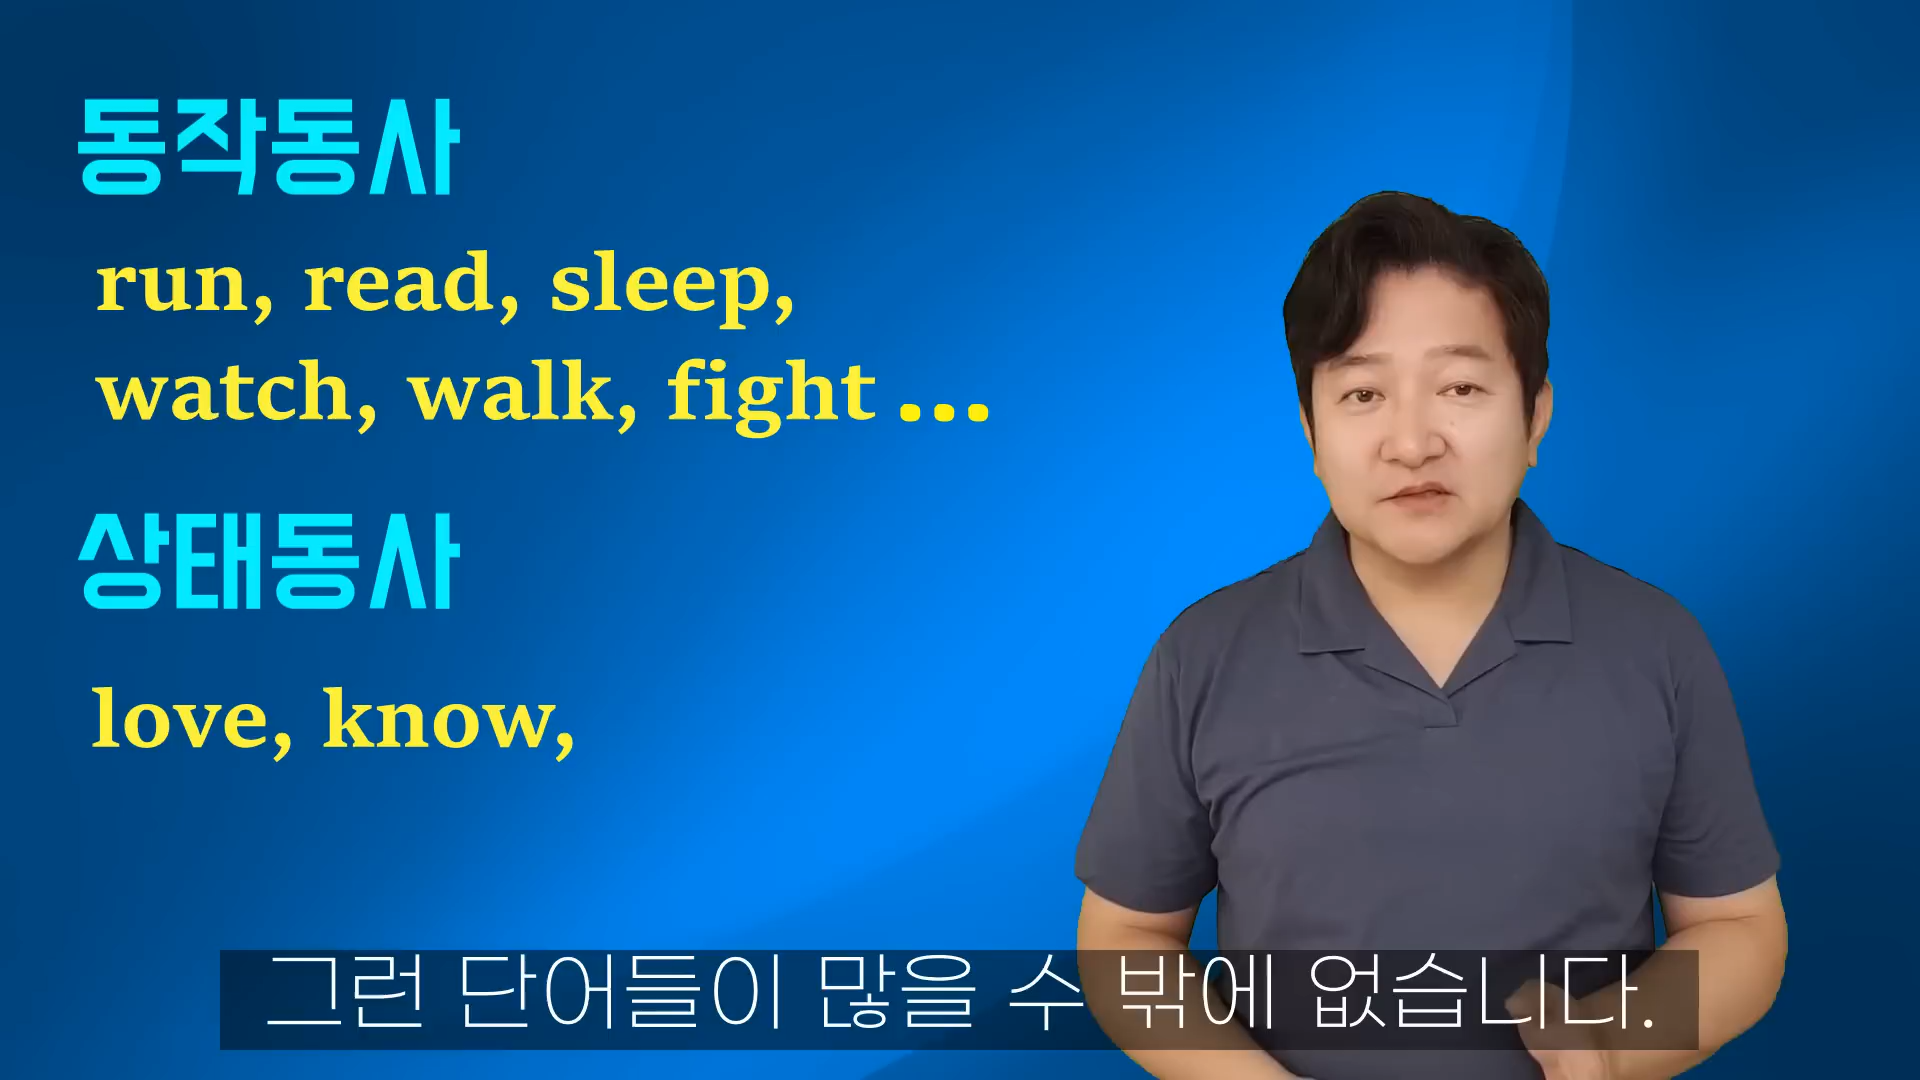 동작동사
run, read, sleep,
watch, walk, fight ...
상태동사
love, know,
그런 단어들이 많을 수 밖에 없습니다.